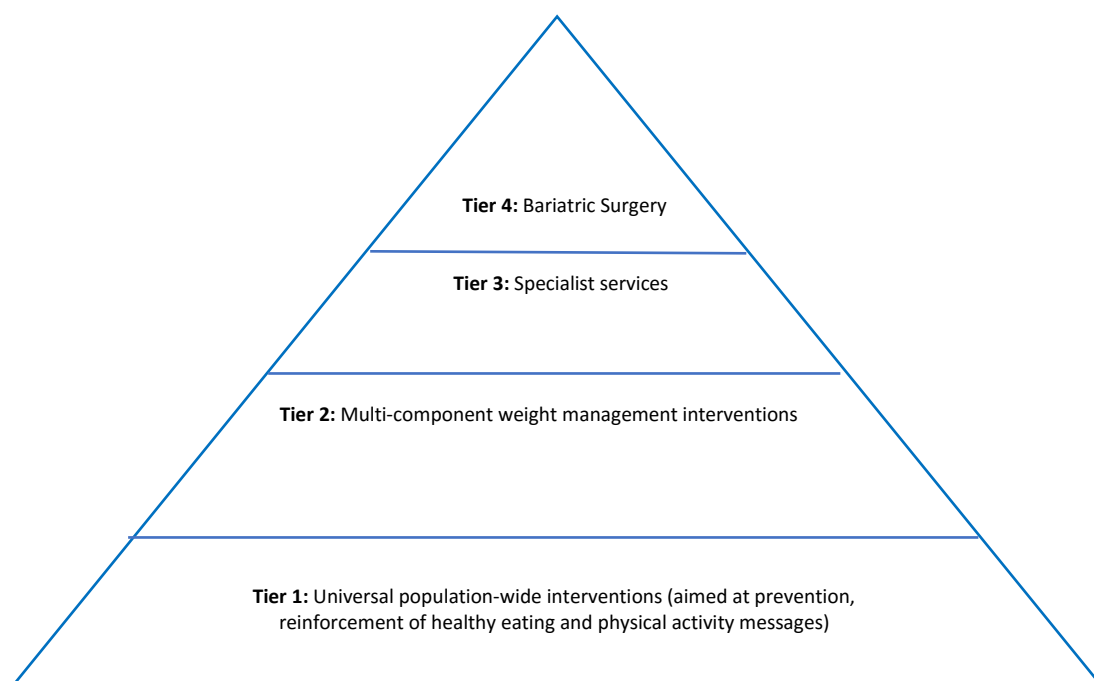 Tier 4: Bariatric Surgery
Tier 3: Specialist services
Tier 2: Multi-component weight management interventions
Tier 1: Universal population-wide interventions (aimed at prevention,
reinforcement of healthy eating and physical activity messages)